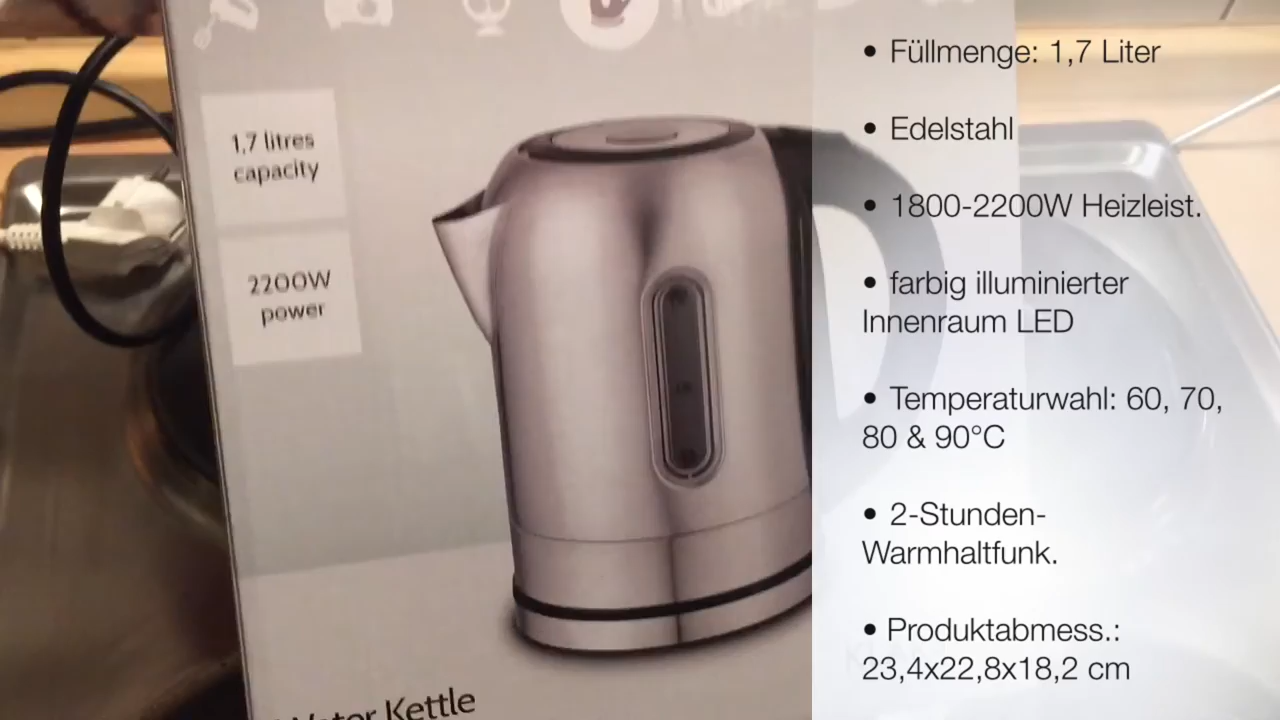 1,7 litres
capacity
2200W
power
Water Kettle
• Füllmenge: 1,7 Liter
• Edelstahl
• 1800-2200W Heizleist.
• farbig illuminierter
Innenraum LED
• Temperaturwahl: 60, 70,
80 & 90°C
• 2-Stunden-
Warmhaltfunk.
• Produktabmess.:
23,4x22,8x18,2 cm